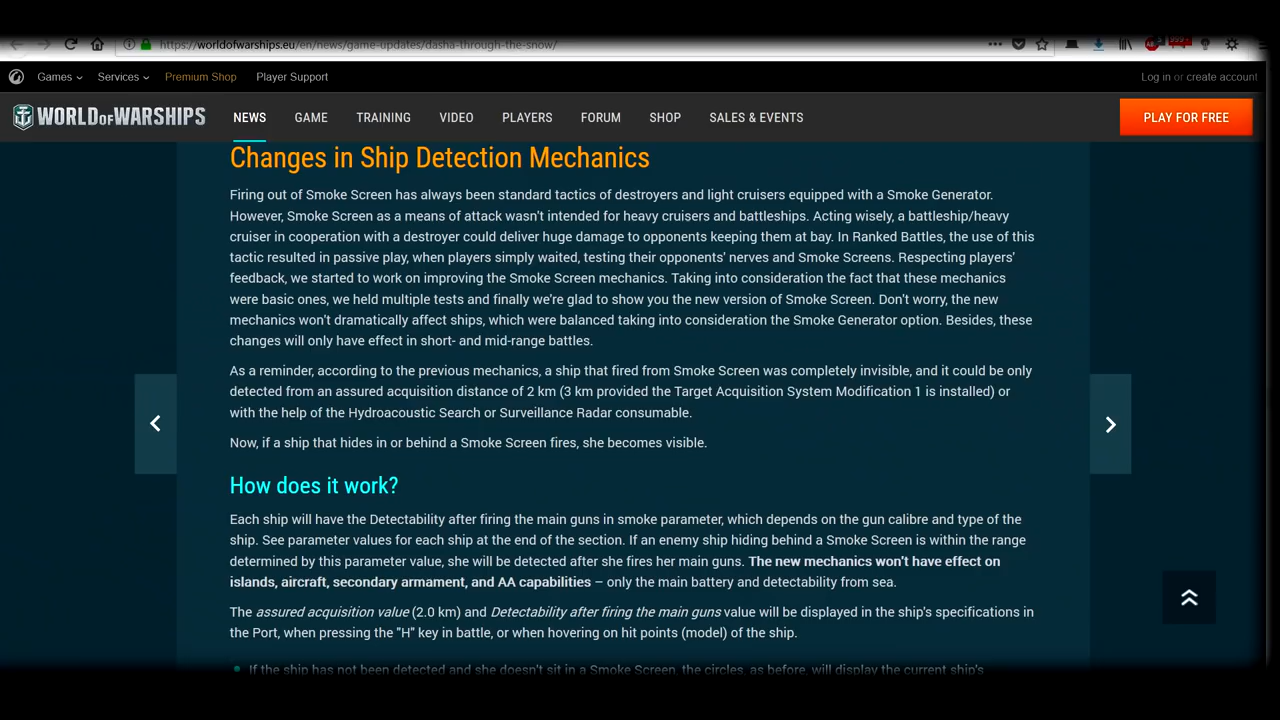 https://worldofwarships.eu/en/news/game-updates/dasha-through-the-snow/
Games Services Premium Shop Player Support Log in or create account
WORLD OF WARSHIPS NEWS GAME TRAINING VIDEO PLAYERS FORUM SHOP SALES & EVENTS PLAY FOR FREE
Changes in Ship Detection Mechanics
Firing out of Smoke Screen has always been standard tactics of destroyers and light cruisers equipped with a Smoke Generator.
However, Smoke Screen as a means of attack wasn't intended for heavy cruisers and battleships. Acting wisely, a battleship/heavy
cruiser in cooperation with a destroyer could deliver huge damage to opponents keeping them at bay. In Ranked Battles, the use of this
tactic resulted in passive play, when players simply waited, testing their opponents' nerves and Smoke Screens. Respecting players'
feedback, we started to work on improving the Smoke Screen mechanics. Taking into consideration the fact that these mechanics
were basic ones, we held multiple tests and finally we're glad to show you the new version of Smoke Screen. Don't worry, the new
mechanics won't dramatically affect ships, which were balanced taking into consideration the Smoke Generator option. Besides, these
changes will only have effect in short- and mid-range battles.
As a reminder, according to the previous mechanics, a ship that fired from Smoke Screen was completely invisible, and it could be only
detected from an assured acquisition distance of 2 km (3 km provided the Target Acquisition System Modification 1 is installed) or
with the help of the Hydroacoustic Search or Surveillance Radar consumable.
Now, if a ship that hides in or behind a Smoke Screen fires, she becomes visible.
How does it work?
Each ship will have the Detectability after firing the main guns in smoke parameter, which depends on the gun calibre and type of the
ship. See parameter values for each ship at the end of the section. If an enemy ship hiding behind a Smoke Screen is within the range
determined by this parameter value, she will be detected after she fires her main guns. The new mechanics won't have effect on
islands, aircraft, secondary armament, and AA capabilities – only the main battery and detectability from sea.
The assured acquisition value (2.0 km) and Detectability after firing the main guns value will be displayed in the ship's specifications in
the Port, when pressing the "H" key in battle, or when hovering on hit points (model) of the ship.
If the ship has not been detected and she doesn't sit in a Smoke Screen, the circles, as before, will display the current ship's